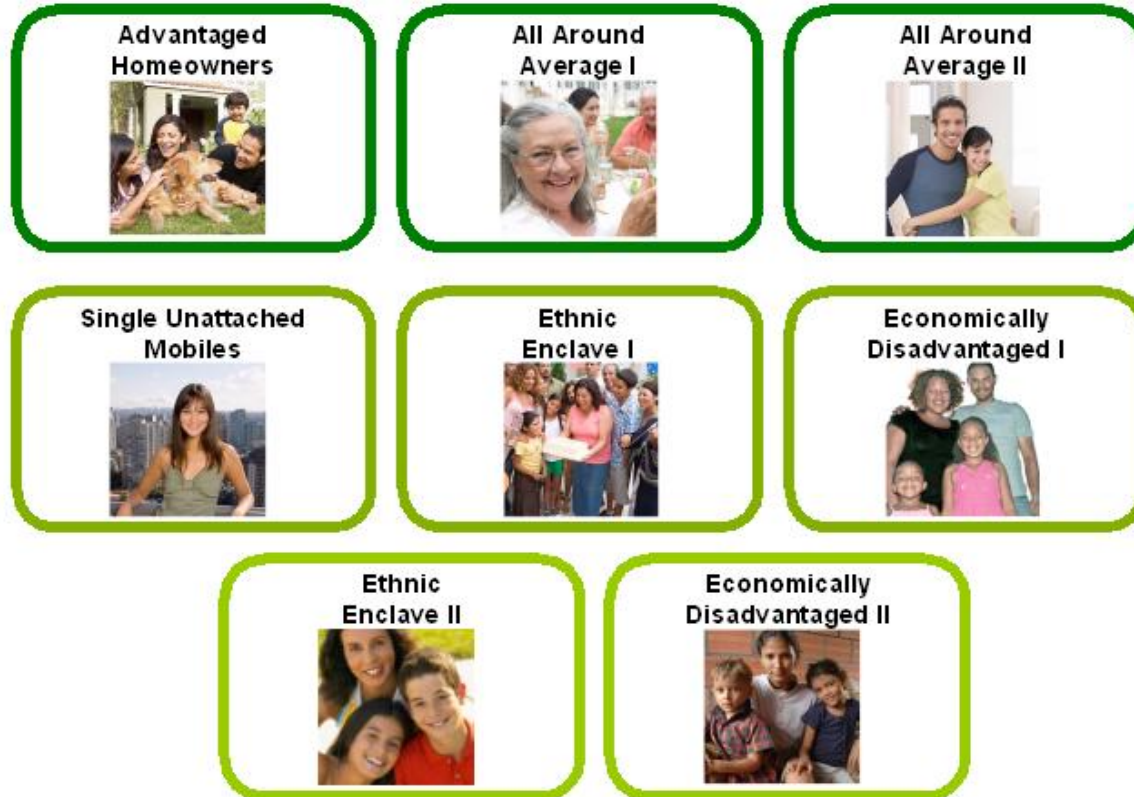 Advantaged
Homeowners
All Around
Average I
All Around
Average II
Single Unattached
Mobiles
Ethnic
Enclave I
Economically
Disadvantaged I
Ethnic
Enclave II
Economically
Disadvantaged II